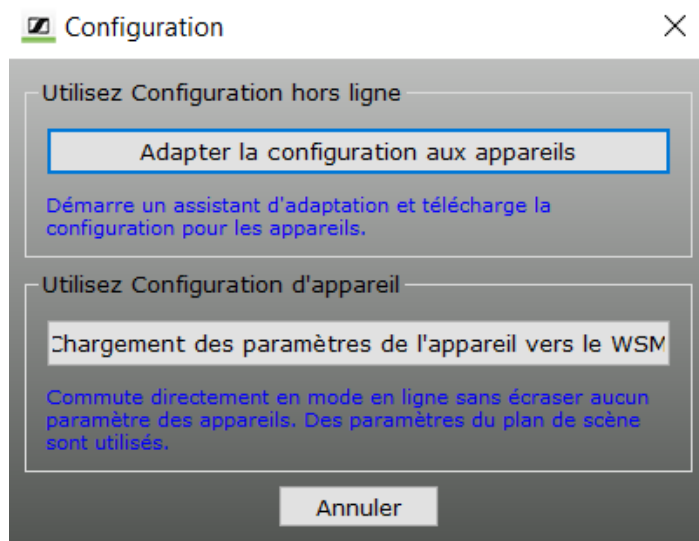 Configuration
Utilisez Configuration hors ligne
Adapter la configuration aux appareils
Démarre un assistant d'adaptation et télécharge la
configuration pour les appareils.
Utilisez Configuration d'appareil
Chargement des paramètres de l'appareil vers le WSM
Commute directement en mode en ligne sans écraser aucun
paramètre des appareils. Des paramètres du plan de scène
sont utilisés.
Annuler